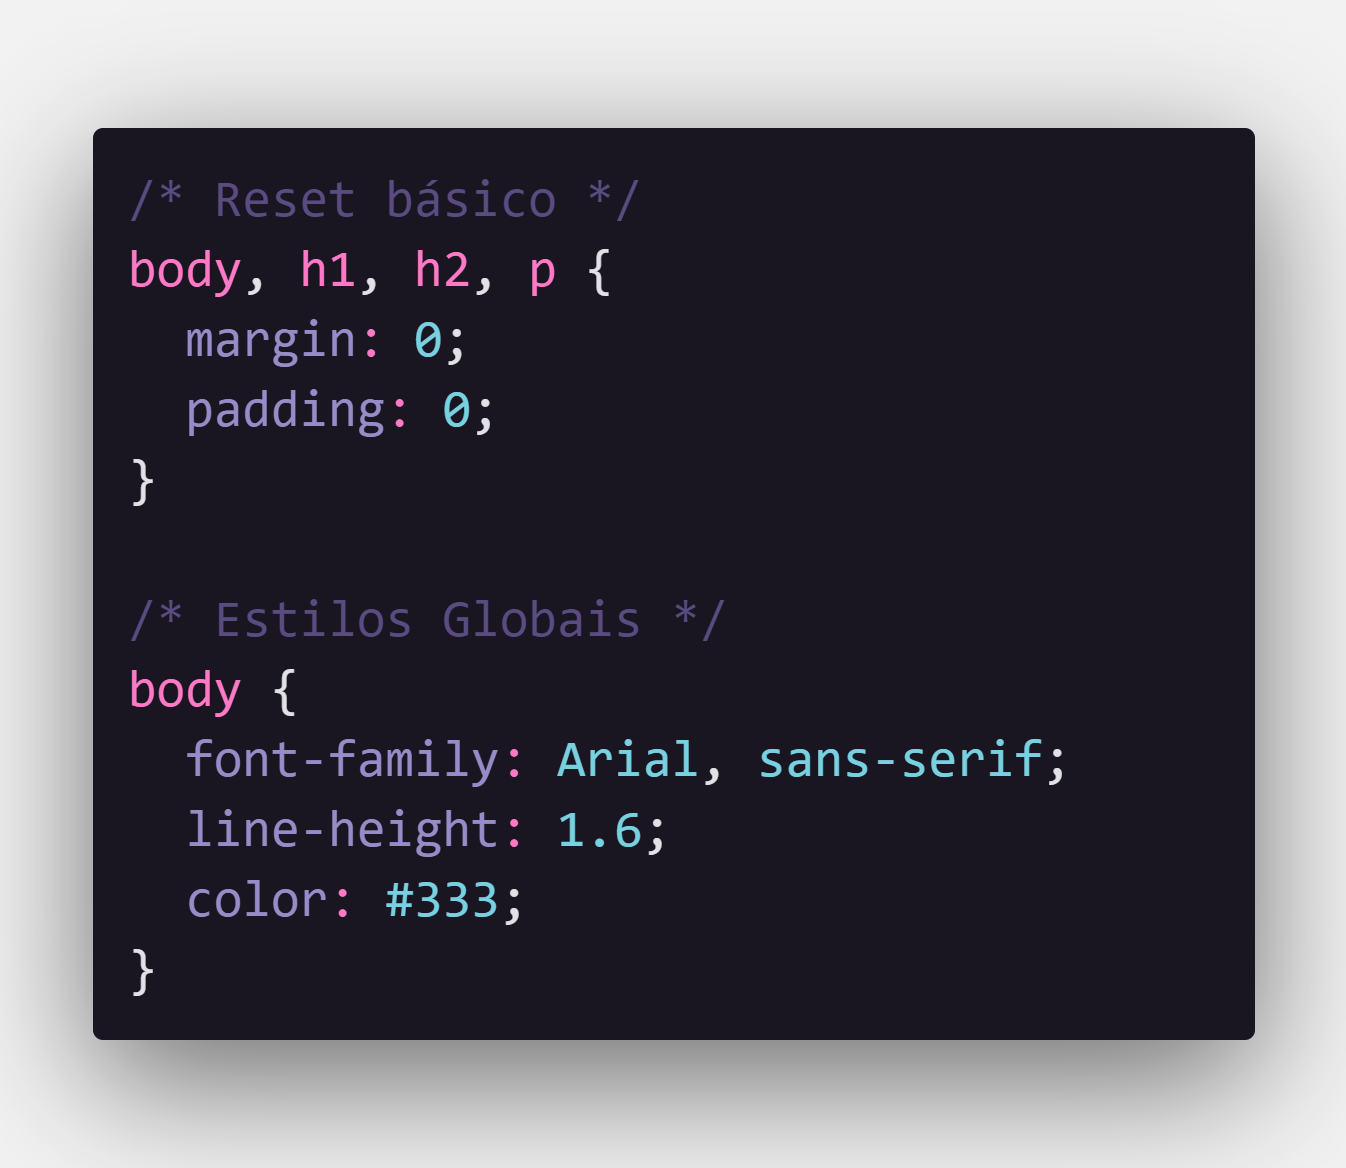 /* Reset básico */
body, h1, h2, p {
  margin: 0;
  padding: 0;
}

/* Estilos Globais */
body {
  font-family: Arial, sans-serif;
  line-height: 1.6;
  color: #333;
}